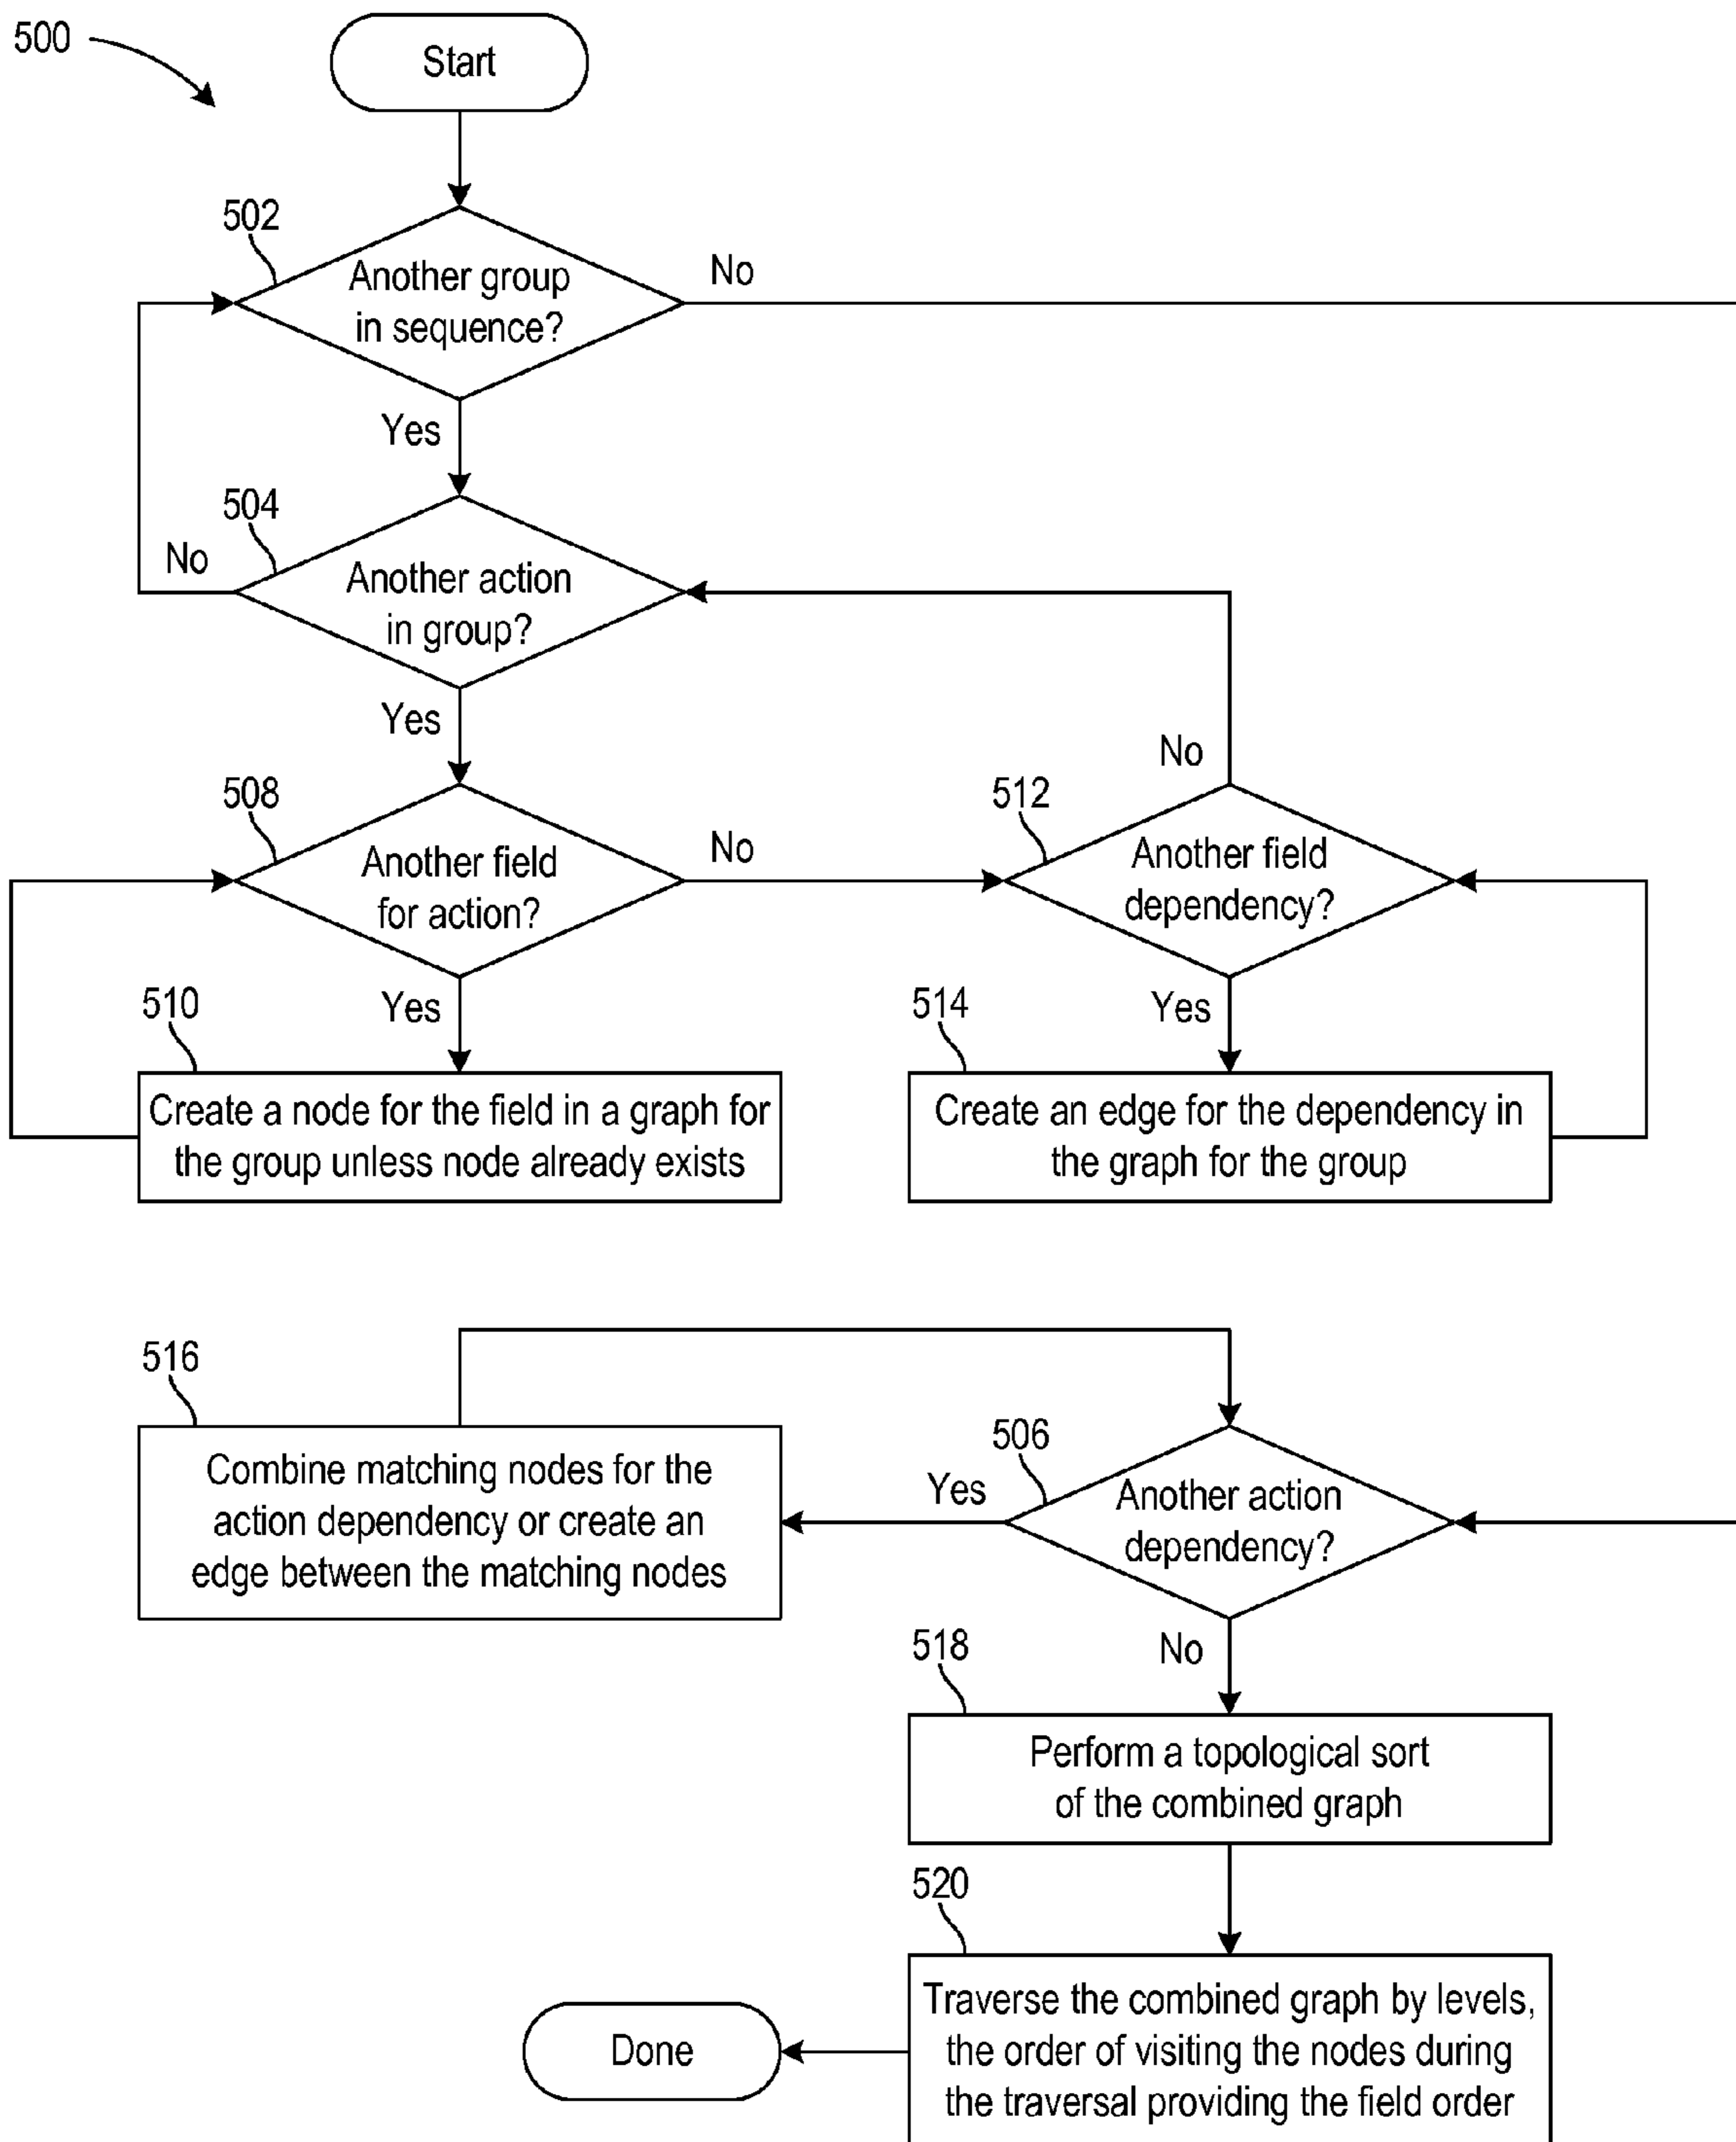 500
Start
502
Another group
in sequence?
No
Yes
504
No
Another action
in group?
Yes
508
Another field
for action?
No
512
No
Another field
dependency?
Yes
510
Create a node for the field in a graph for
the group unless node already exists
Yes
514
Create an edge for the dependency in
the graph for the group
516
Combine matching nodes for the
action dependency or create an
edge between the matching nodes
Yes
506
Another action
dependency?
No
518
Perform a topological sort
of the combined graph
520
Traverse the combined graph by levels,
the order of visiting the nodes during
the traversal providing the field order
Done